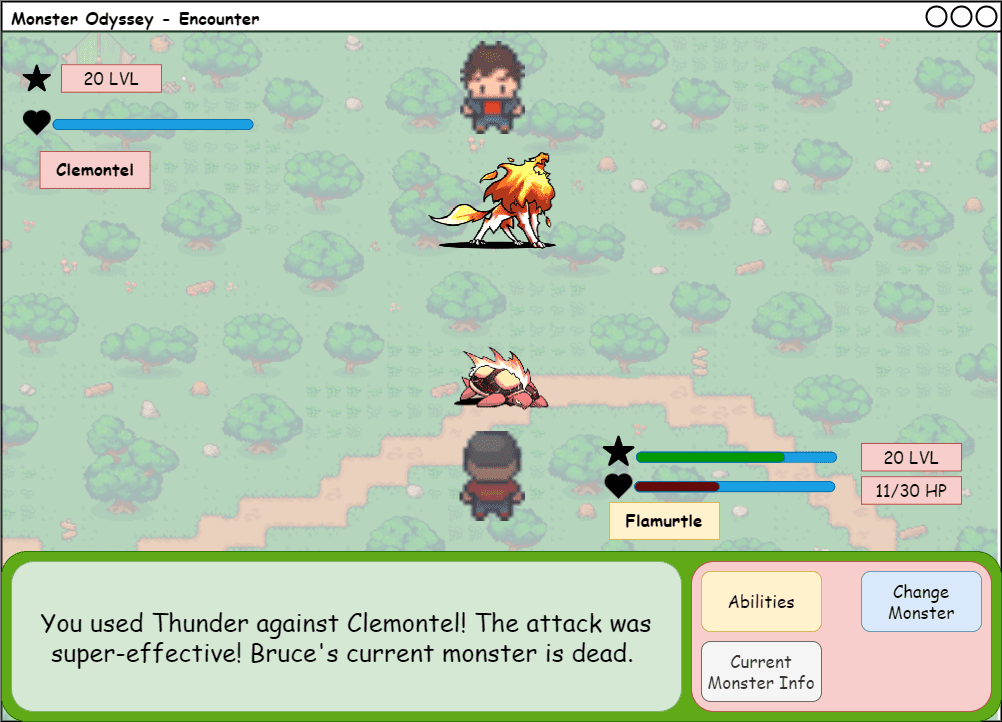 Monster Odyssey - Encounter
20 LVL
Clemontel
20 LVL
11/30 HP
Flamurtle
You used Thunder against Clemontel! The attack was
super-effective! Bruce's current monster is dead.
Abilities
Change
Monster
Current
Monster Info